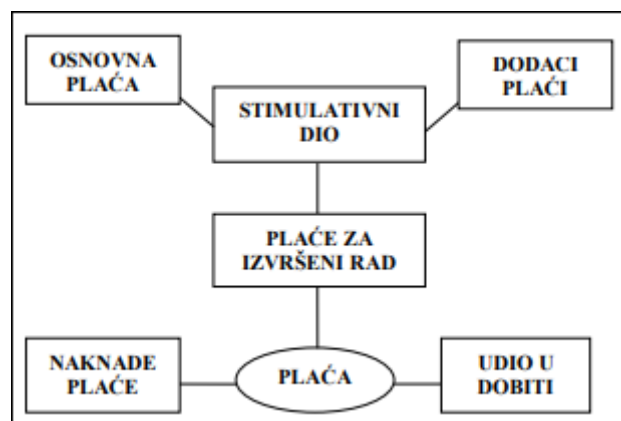 OSNOVNA
PLAĆA
DODACI
PLAĆI
STIMULATIVNI
DIO
PLAĆE ZA
IZVRŠENI RAD
NAKNADE
PLAĆE
PLAĆA
UDIO U
DOBITI